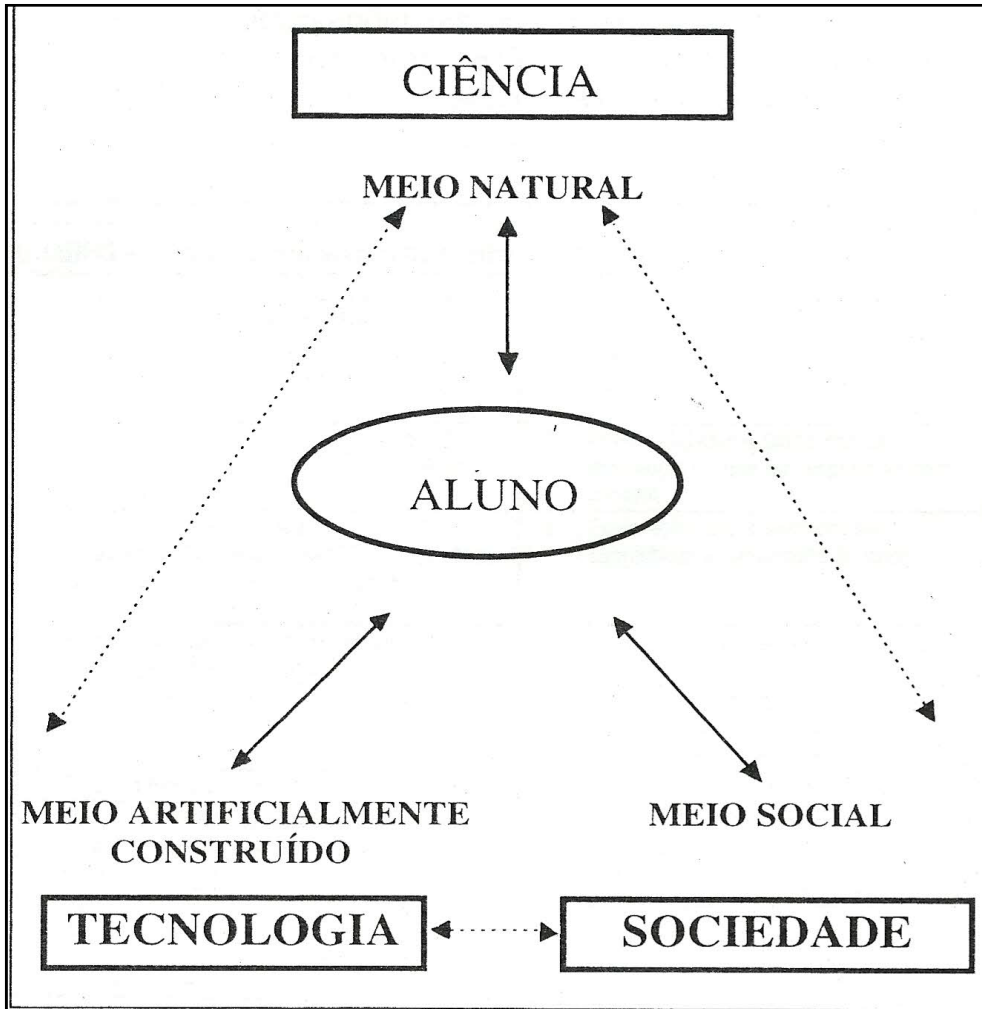 CIÊNCIA
MEIO NATURAL
ALUNO
MEIO ARTIFICIALMENTE
CONSTRUÍDO
MEIO SOCIAL
TECNOLOGIA
SOCIEDADE